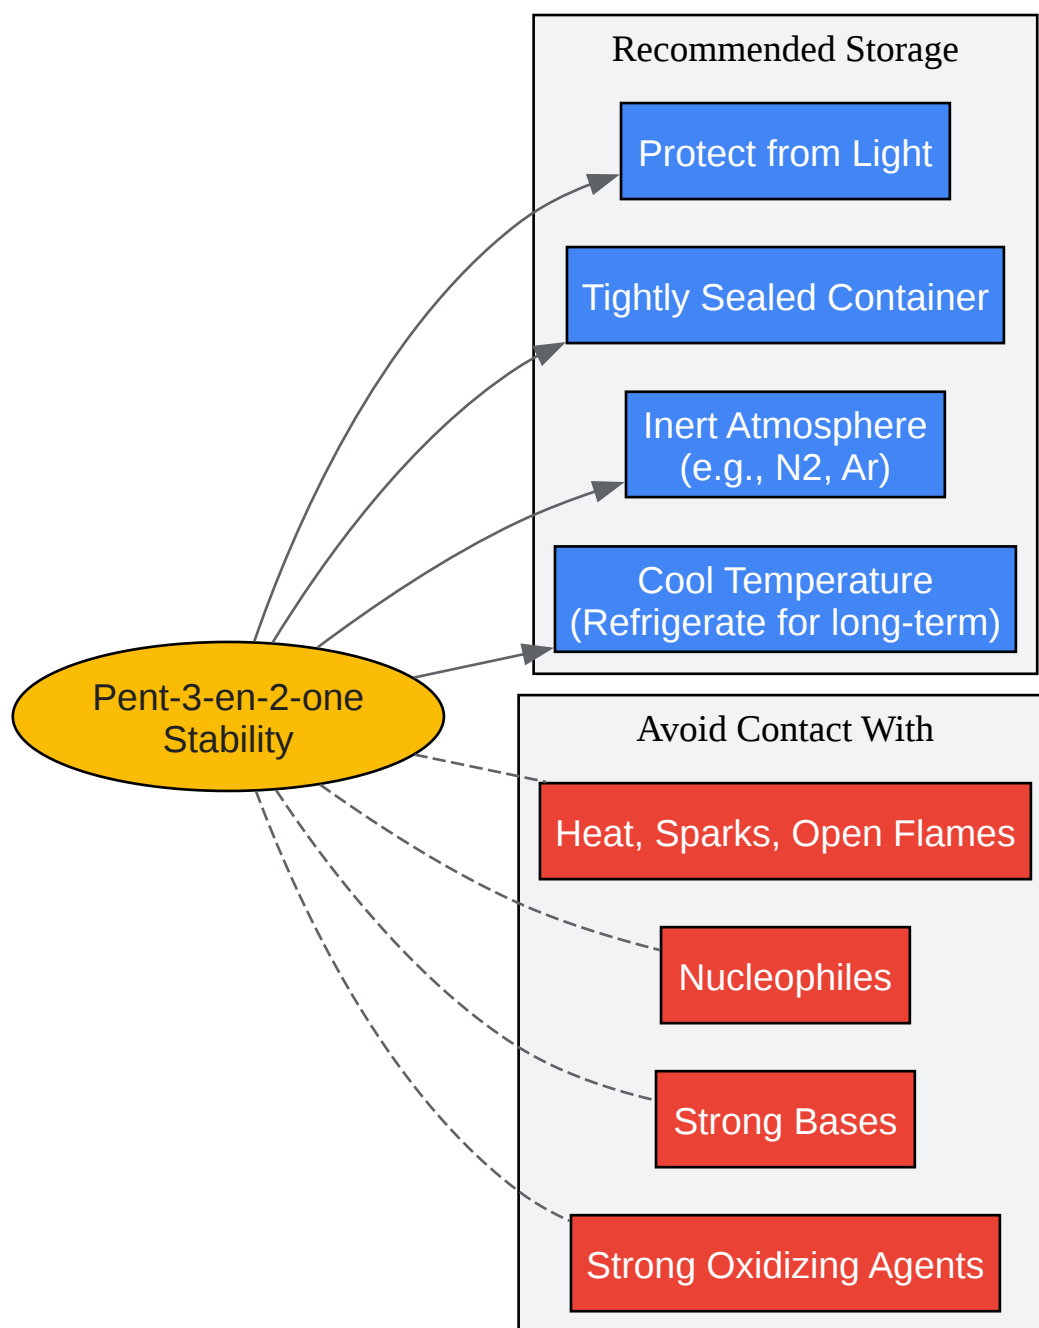 Recommended Storage
Protect from Light
Tightly Sealed Container
Inert Atmosphere
(e.g., N2, Ar)
Cool Temperature
(Refrigerate for long-term)
Pent-3-en-2-one
Stability
Avoid Contact With
Heat, Sparks, Open Flames
Nucleophiles
Strong Bases
Strong Oxidizing Agents